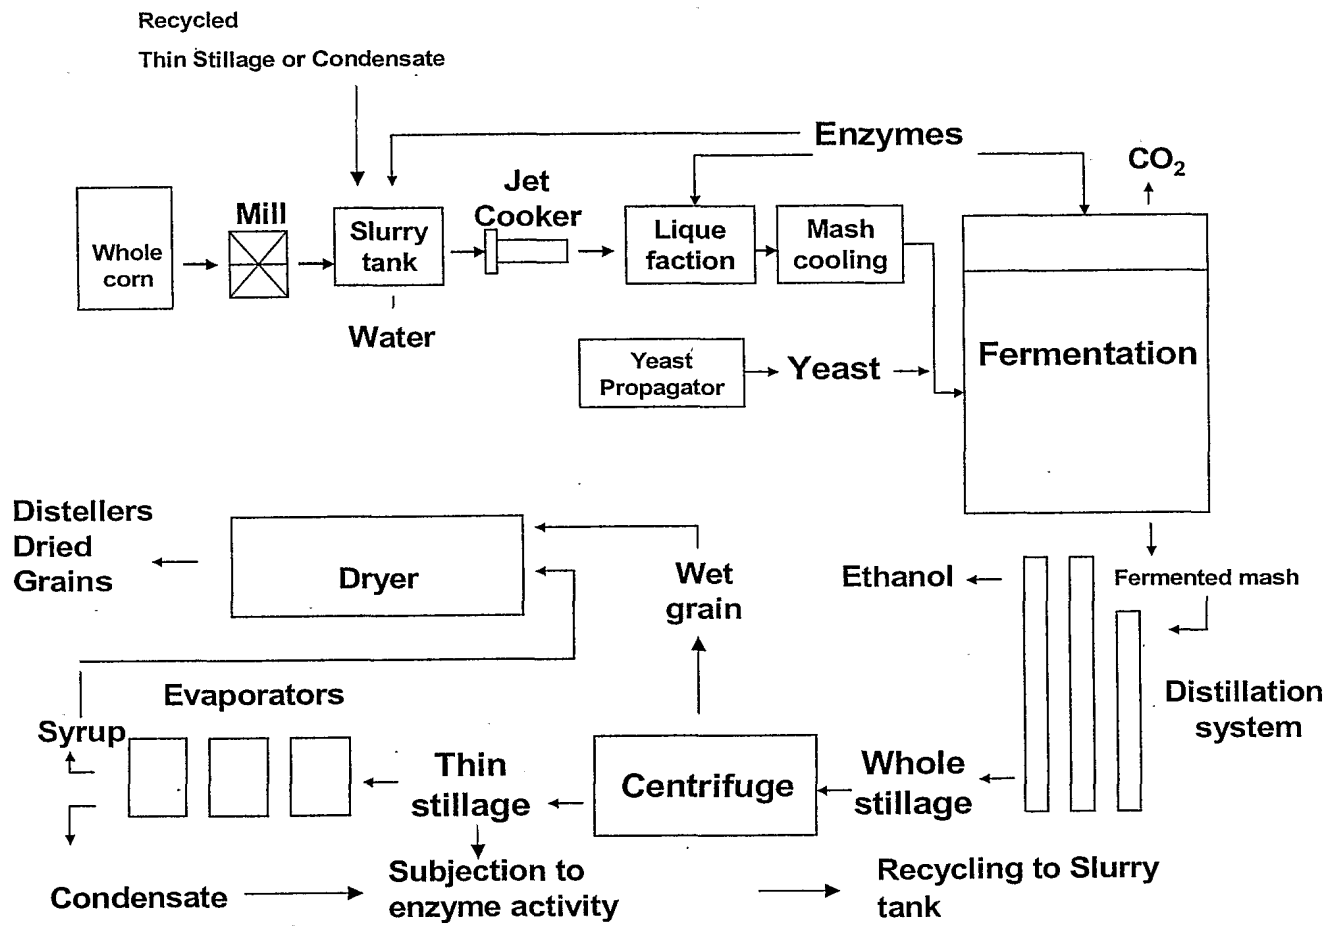 Recycled
Thin Stillage or Condensate
Enzymes
CO₂
Whole
corn
Mill
Slurry
tank
Water
Jet
Cooker
Lique
faction
Mash
cooling
Yeast
Propagator
Yeast
Fermentation
Distellers
Dried
Grains
Dryer
Wet
grain
Ethanol
Fermented mash
Distillation
system
Evaporators
Syrup
Thin
stillage
Centrifuge
Whole
stillage
Condensate
Subjection to
enzyme activity
Recycling to Slurry
tank